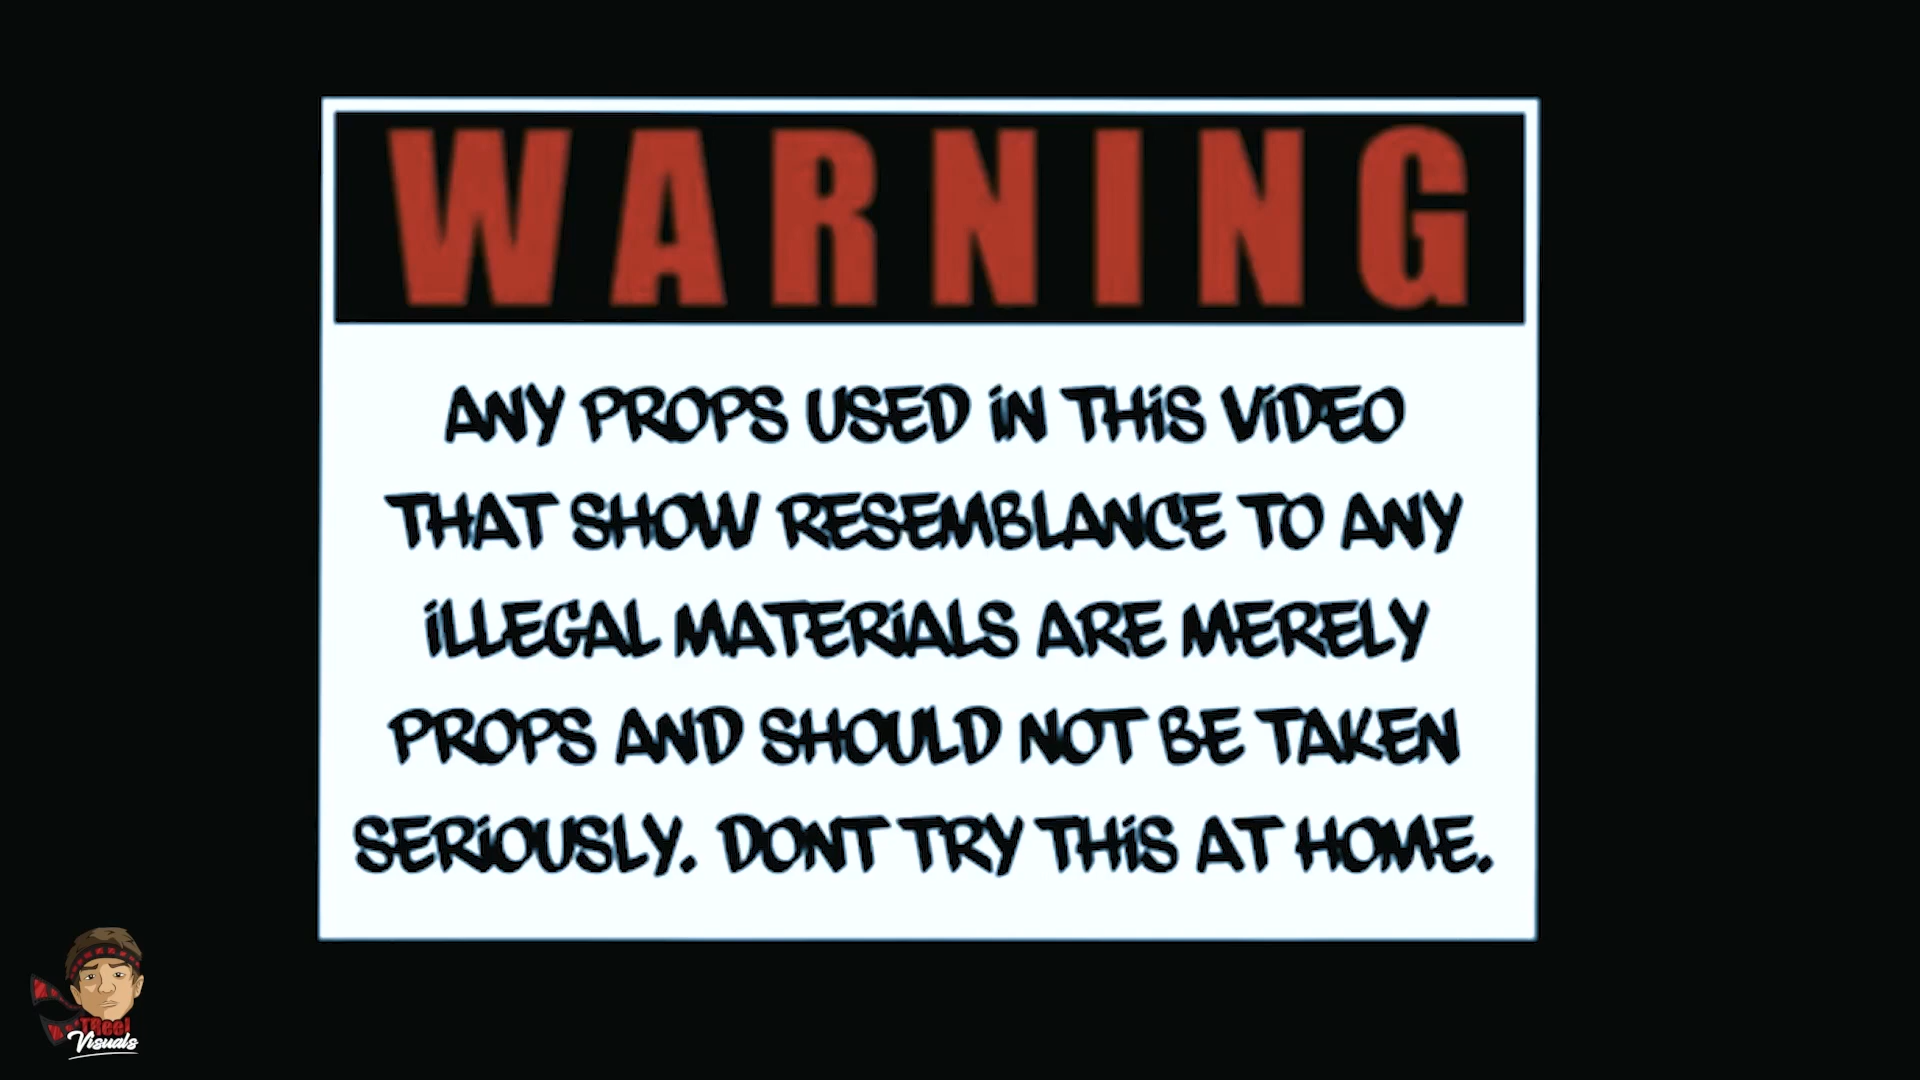 WARNING
ANY PROPS USED iN THiS ViDEO
THAT SHOW RESEMBLANCE TO ANY
iLLEGAL MATERiALS ARE MERELY
PROPS AND SHOULD NOT BE TAKEN
SERiOUSLY. DONT TRY THiS AT HOME.
Visuals